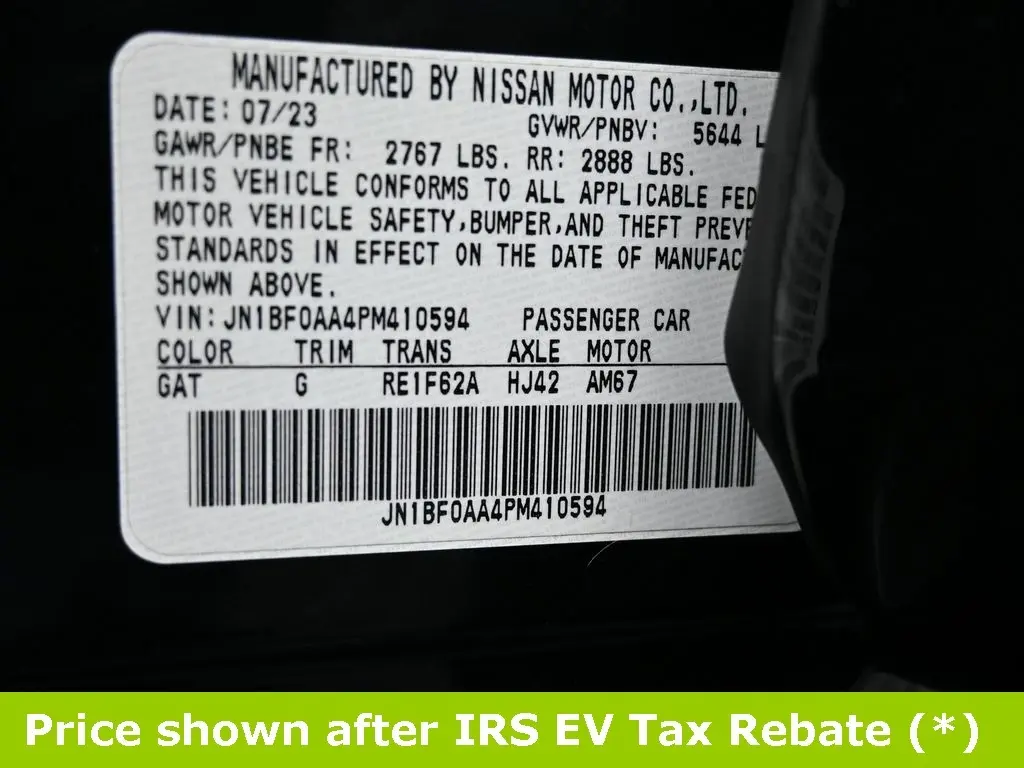 MANUFACTURED BY NISSAN MOTOR CO.,LTD.
DATE: 07/23
GVWR/PNBV: 5644 L
GAWR/PNBE FR: 2767 LBS. RR: 2888 LBS.
THIS VEHICLE CONFORMS TO ALL APPLICABLE FED
MOTOR VEHICLE SAFETY,BUMPER,AND THEFT PREVE
STANDARDS IN EFFECT ON THE DATE OF MANUFAC
SHOWN ABOVE.
VIN: JN1BF0AA4PM410594 PASSENGER CAR
COLOR TRIM TRANS AXLE MOTOR
GAT G RE1F62A HJ42 AM67
JN1BF0AA4PM410594
Price shown after IRS EV Tax Rebate (*)